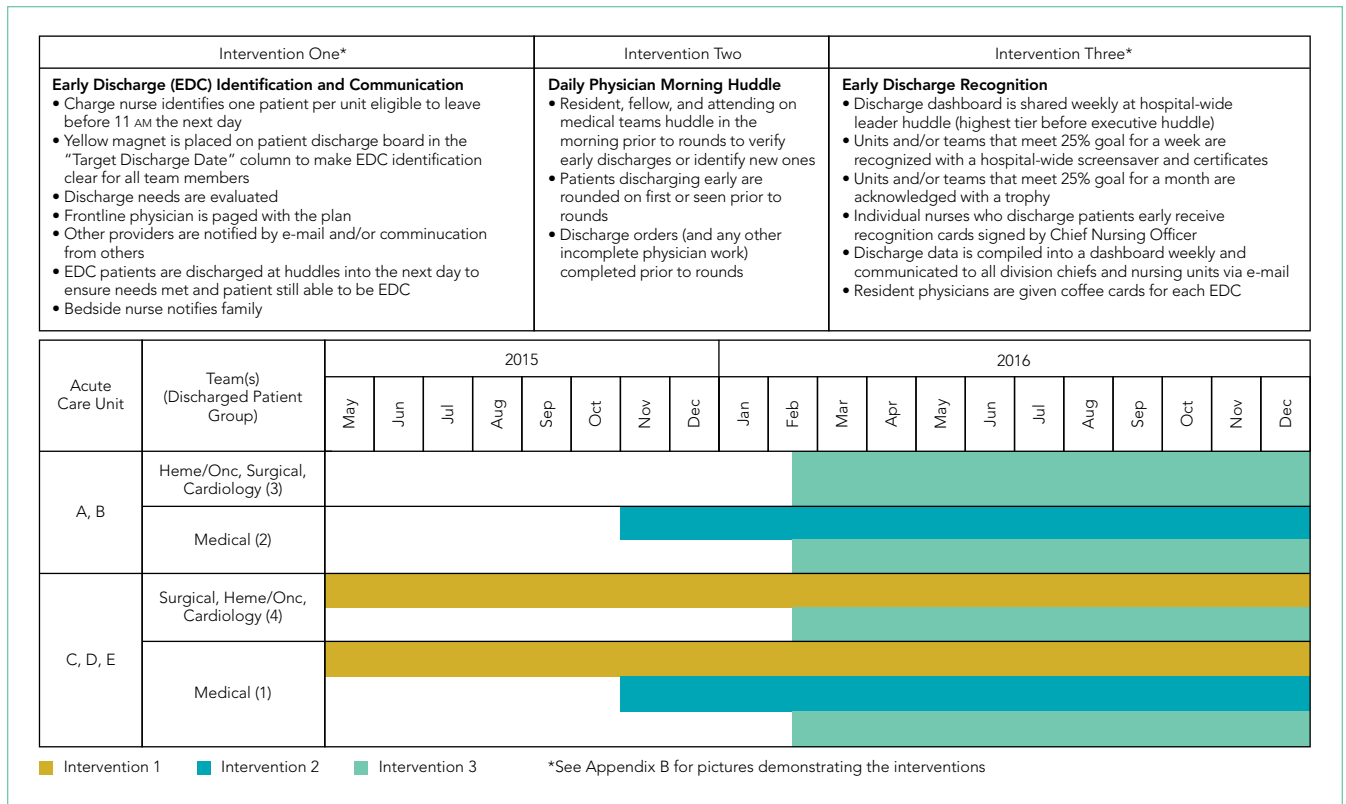 Intervention One*
Early Discharge (EDC) Identification and Communication
• Charge nurse identifies one patient per unit eligible to leave
before 11 AM the next day
• Yellow magnet is placed on patient discharge board in the
“Target Discharge Date” column to make EDC identification
clear for all team members
• Discharge needs are evaluated
• Frontline physician is paged with the plan
• Other providers are notified by e-mail and/or comminucation
from others
• EDC patients are discharged at huddles into the next day to
ensure needs met and patient still able to be EDC
• Bedside nurse notifies family
Intervention Two
Daily Physician Morning Huddle
• Resident, fellow, and attending on
medical teams huddle in the
morning prior to rounds to verify
early discharges or identify new ones
• Patients discharging early are
rounded on first or seen prior to
rounds
• Discharge orders (and any other
incomplete physician work)
completed prior to rounds
Intervention Three*
Early Discharge Recognition
• Discharge dashboard is shared weekly at hospital-wide
leader huddle (highest tier before executive huddle)
• Units and/or teams that meet 25% goal for a week are
recognized with a hospital-wide screensaver and certificates
• Units and/or teams that meet 25% goal for a month are
acknowledged with a trophy
• Individual nurses who discharge patients early receive
recognition cards signed by Chief Nursing Officer
• Discharge data is compiled into a dashboard weekly and
communicated to all division chiefs and nursing units via e-mail
• Resident physicians are given coffee cards for each EDC
Acute
Care Unit
Team(s)
(Discharged Patient
Group)
2015
2016
May
Jun
Jul
Aug
Sep
Oct
Nov
Dec
Jan
Feb
Mar
Apr
May
Jun
Jul
Aug
Sep
Oct
Nov
Dec
A, B
Heme/Onc, Surgical,
Cardiology (3)
Medical (2)
C, D, E
Surgical, Heme/Onc,
Cardiology (4)
Medical (1)
Intervention 1
Intervention 2
Intervention 3
*See Appendix B for pictures demonstrating the interventions